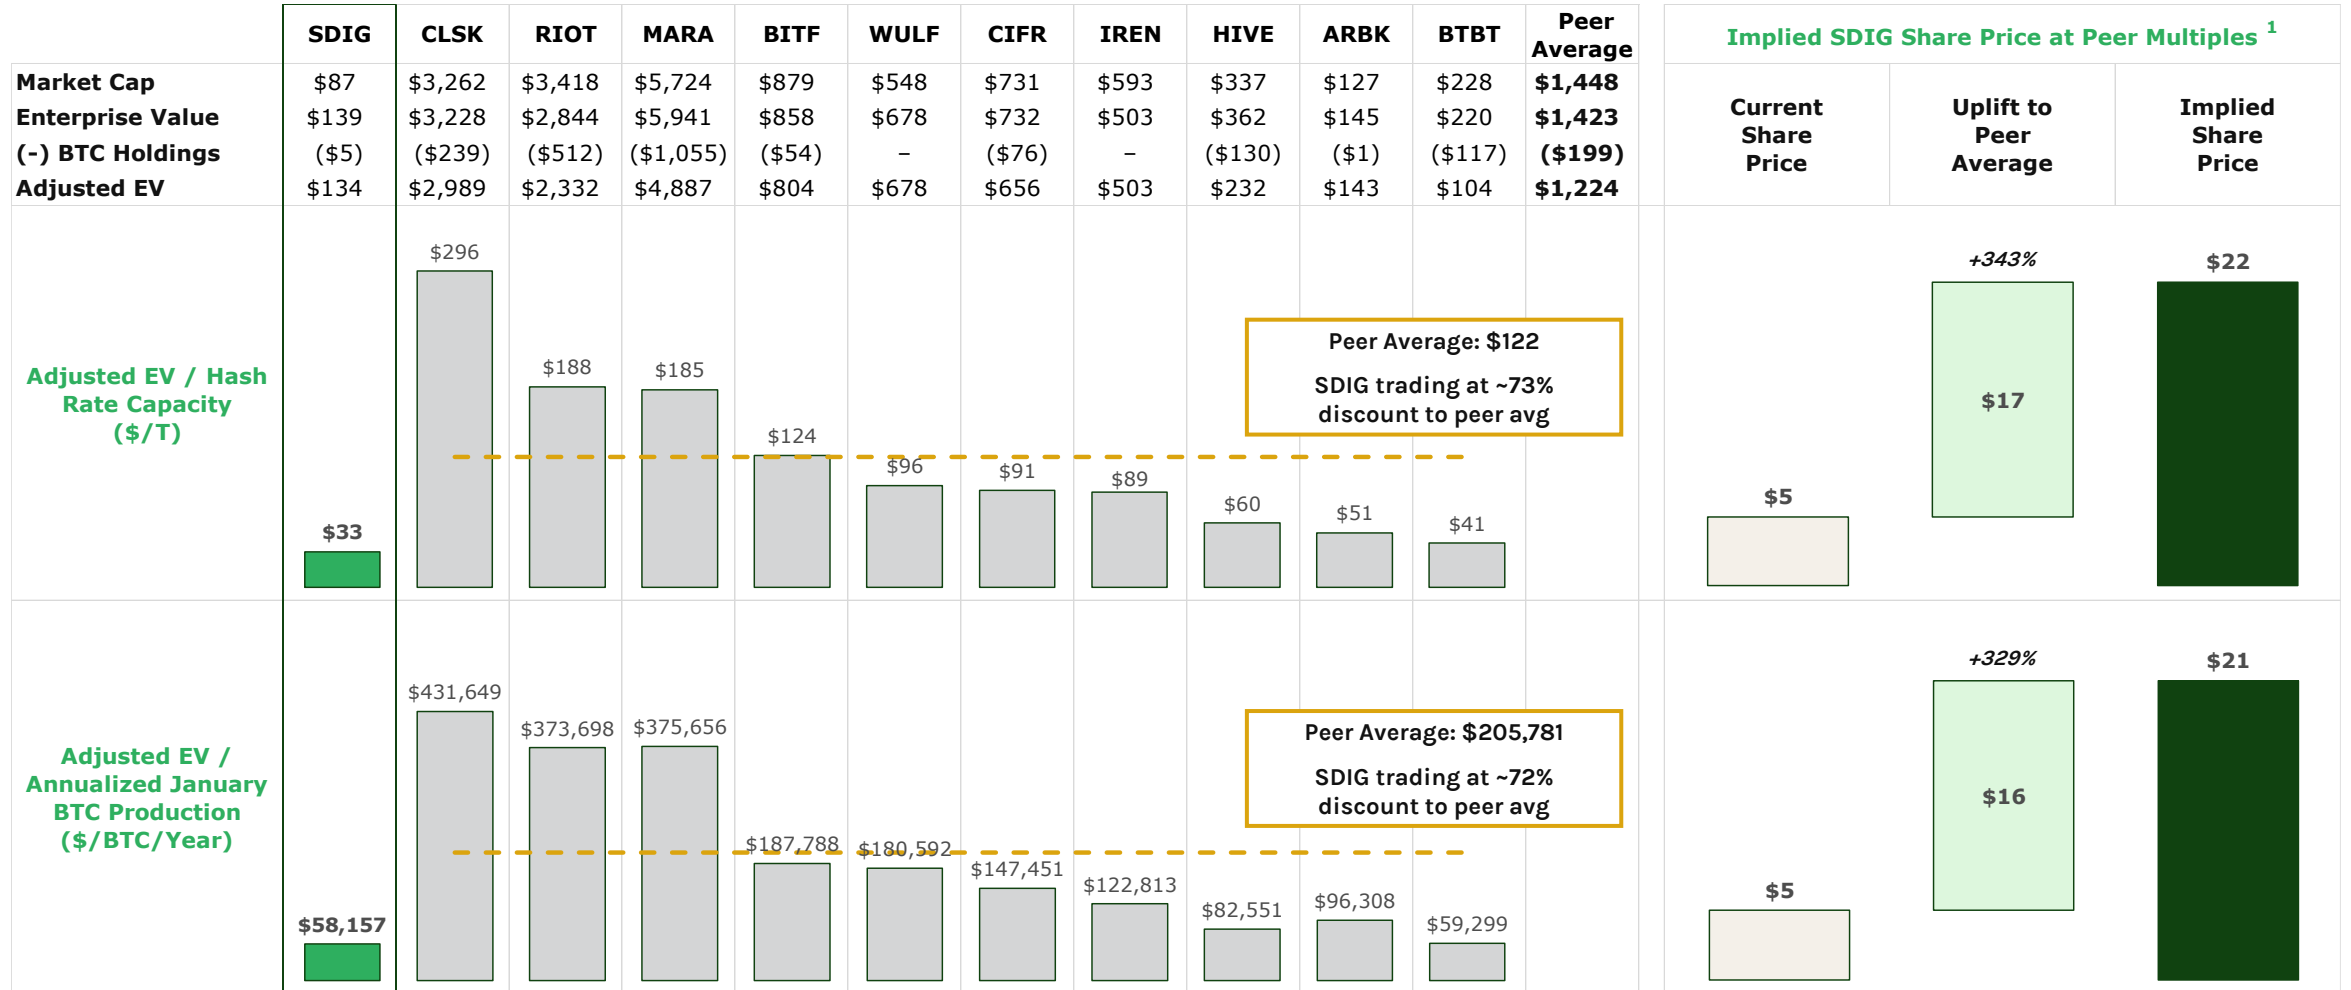 SDIG CLSK RIOT MARA BITF WULF CIFR IREN HIVE ARBK BTBT Peer Average
Implied SDIG Share Price at Peer Multiples 1
Market Cap $87 $3,262 $3,418 $5,724 $879 $548 $731 $593 $337 $127 $228 $1,448
Enterprise Value $139 $3,228 $2,844 $5,941 $858 $678 $732 $503 $362 $145 $220 $1,423
(-) BTC Holdings ($5) ($239) ($512) ($1,055) ($54) – ($76) – ($130) ($1) ($117) ($199)
Adjusted EV $134 $2,989 $2,332 $4,887 $804 $678 $656 $503 $232 $143 $104 $1,224
Current
Share
Price
Uplift to
Peer
Average
Implied
Share
Price
Adjusted EV / Hash
Rate Capacity
($/T)
$33
$296
$188
$185
$124
$96
$91
$89
$60
$51
$41
Peer Average: $122
SDIG trading at ~73%
discount to peer avg
$5
+343%
$17
$22
Adjusted EV /
Annualized January
BTC Production
($/BTC/Year)
$58,157
$431,649
$373,698
$375,656
$187,788
$180,592
$147,451
$122,813
$82,551
$96,308
$59,299
Peer Average: $205,781
SDIG trading at ~72%
discount to peer avg
$5
+329%
$16
$21